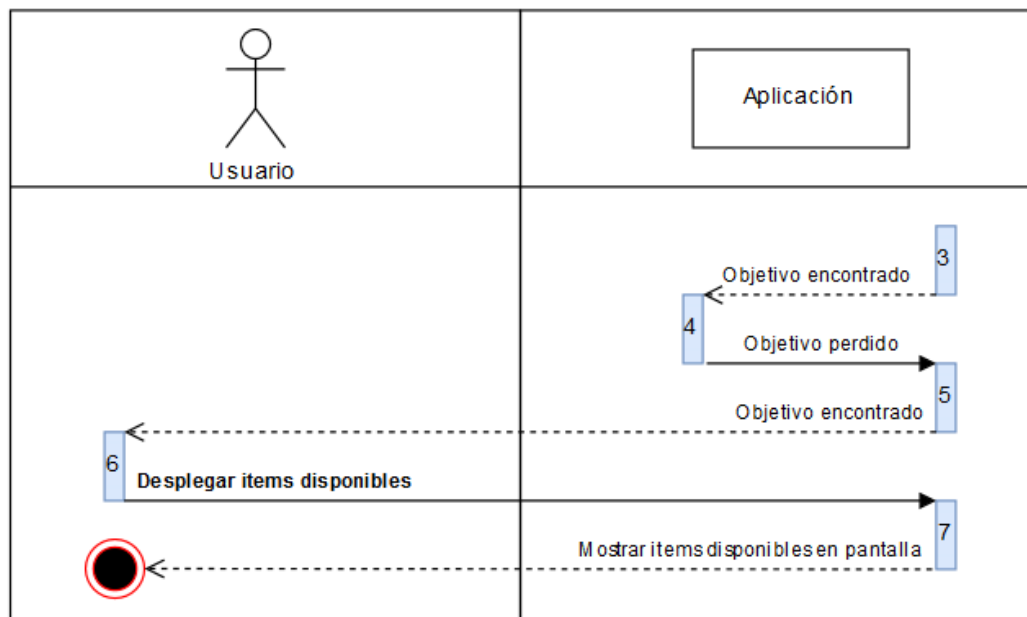 Usuario
Aplicación
3
Objetivo encontrado
4
Objetivo perdido
5
Objetivo encontrado
6
Desplegar items disponibles
7
Mostrar items disponibles en pantalla